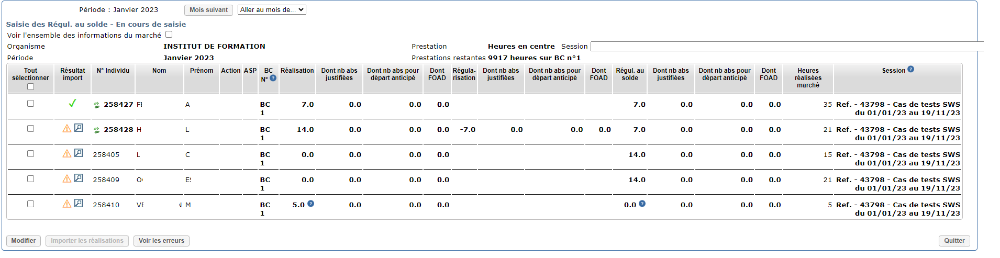 Période : Janvier 2023 Mois suivant Aller au mois de...
Saisie des Régul. au solde - En cours de saisie
Voir l'ensemble des informations du marché
Organisme INSTITUT DE FORMATION Prestation Heures en centre Session
Période Janvier 2023 Prestations restantes 9917 heures sur BC n°1
Tout sélectionner Résultat import N° Individu Nom Prénom Action ASP BC N° ? Réalisation Dont nb abs justifiées Dont nb abs pour départ anticipé Dont FOAD Régula-risation Dont nb abs justifiées Dont nb abs pour départ anticipé Dont FOAD Régul. au solde Dont nb abs justifiées Dont nb abs pour départ anticipé Dont FOAD Heures réalisées marché Session ?
258427 FI A BC 1 7.0 0.0 0.0 0.0 7.0 0.0 0.0 0.0 35 Ref. - 43798 - Cas de tests SWS du 01/01/23 au 19/11/23
258428 H L BC 1 14.0 0.0 0.0 0.0 -7.0 0.0 0.0 0.0 7.0 0.0 0.0 0.0 21 Ref. - 43798 - Cas de tests SWS du 01/01/23 au 19/11/23
258405 L C BC 1 0.0 0.0 0.0 0.0 14.0 0.0 0.0 0.0 15 Ref. - 43798 - Cas de tests SWS du 01/01/23 au 19/11/23
258409 ES BC 1 0.0 0.0 0.0 0.0 14.0 0.0 0.0 0.0 21 Ref. - 43798 - Cas de tests SWS du 01/01/23 au 19/11/23
258410 VE M BC 1 5.0 ? 0.0 0.0 0.0 0.0 ? 0.0 0.0 0.0 5 Ref. - 43798 - Cas de tests SWS du 01/01/23 au 19/11/23
Modifier Importer les réalisations Voir les erreurs Quitter